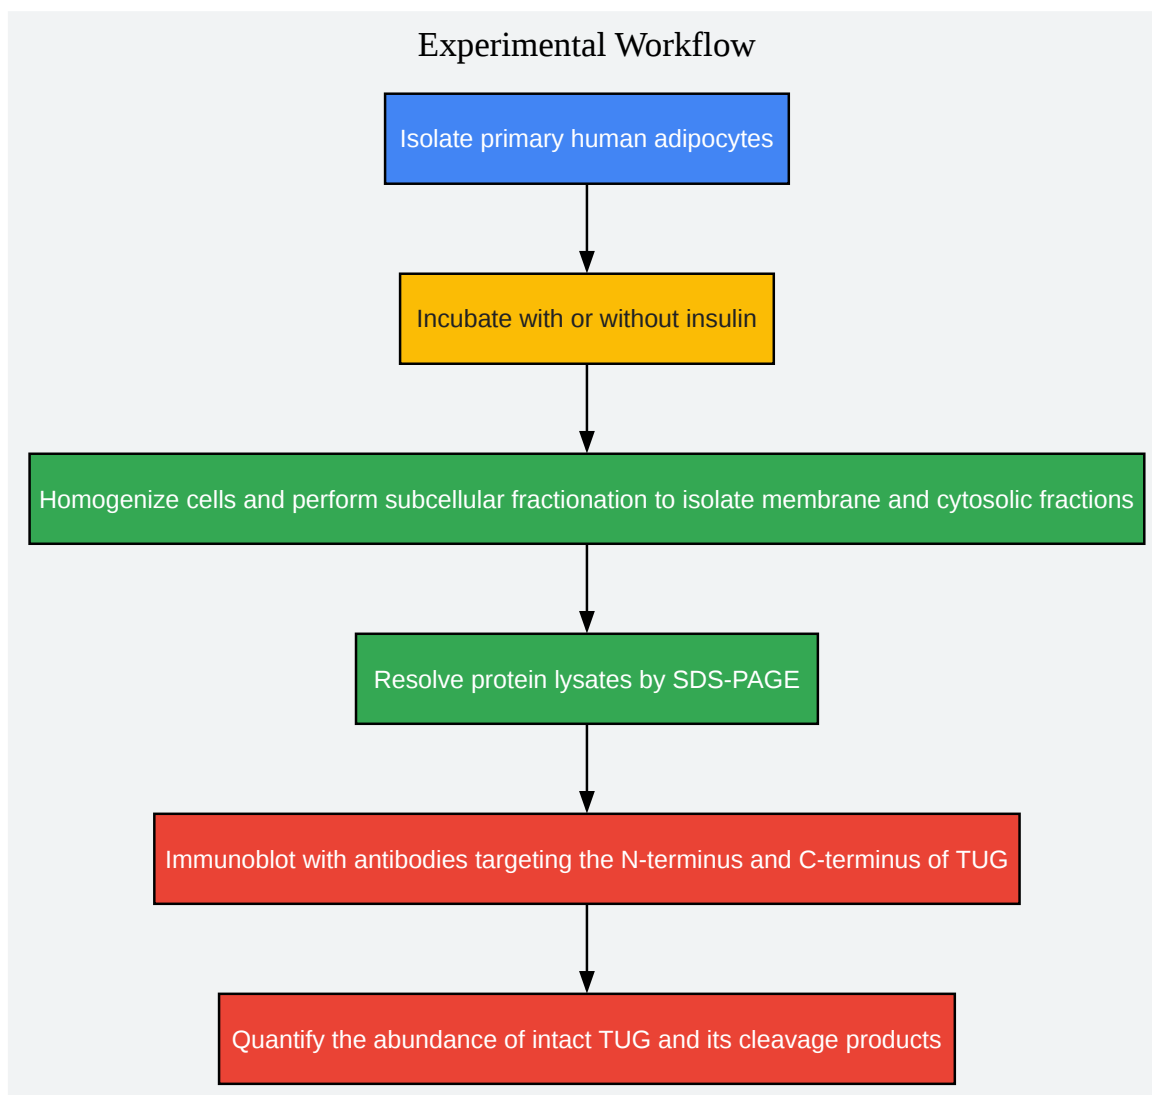 Experimental Workflow
Isolate primary human adipocytes
Incubate with or without insulin
Homogenize cells and perform subcellular fractionation to isolate membrane and cytosolic fractions
Resolve protein lysates by SDS-PAGE
Immunoblot with antibodies targeting the N-terminus and C-terminus of TUG
Quantify the abundance of intact TUG and its cleavage products